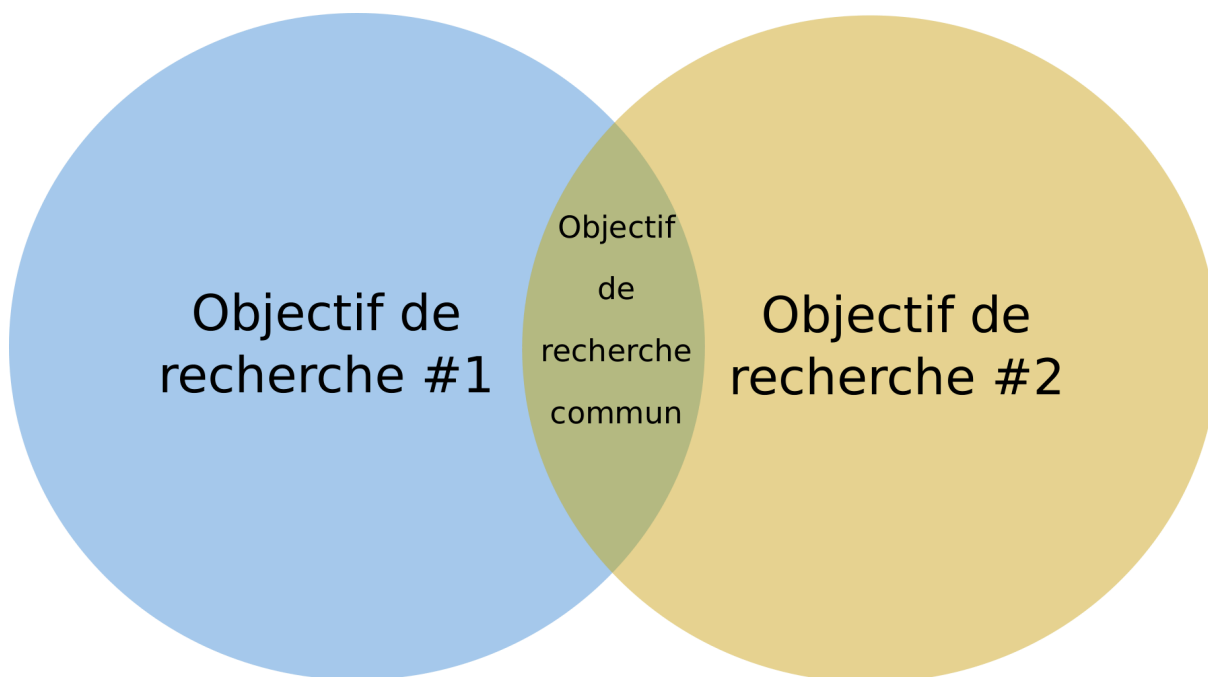 Objectif de
recherche #1
Objectif
de
recherche
commun
Objectif de
recherche #2